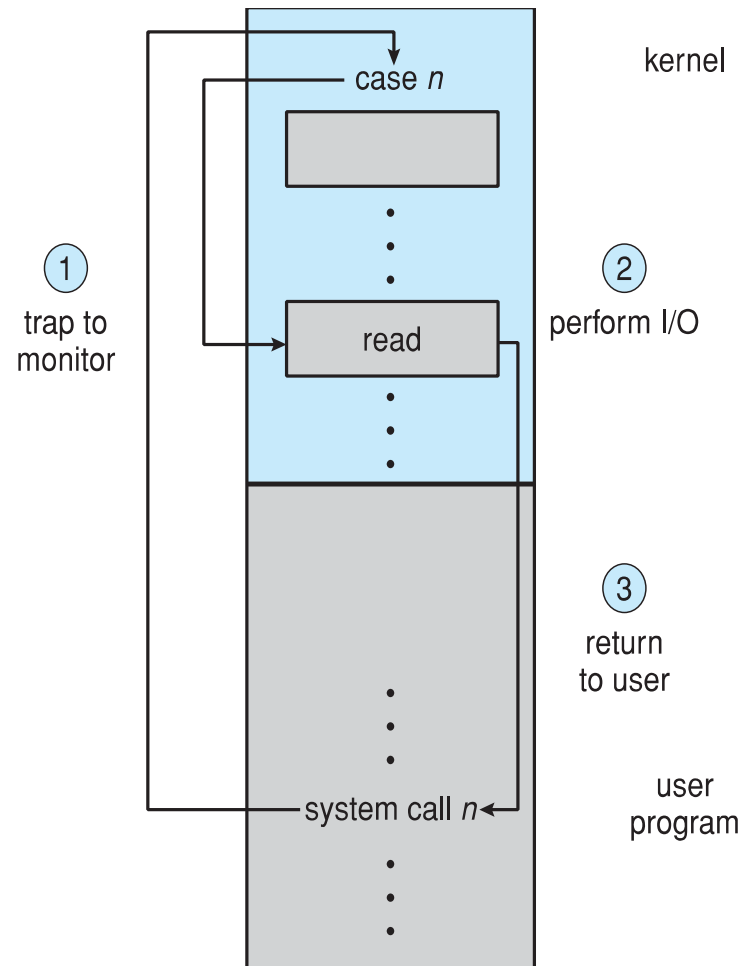 kernel
case n
1
trap to
monitor
2
perform I/O
read
3
return
to user
system call n
user
program